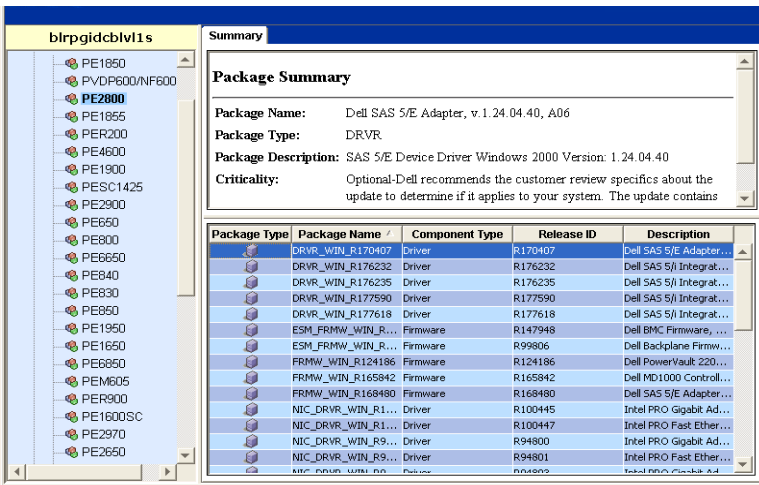 blrpgidcblvl1s
PE1850
PVDP600/NF600
PE2800
PE1855
PER200
PE4600
PE1900
PESC1425
PE2900
PE650
PE800
PE6650
PE840
PE830
PE850
PE1950
PE1650
PE6850
PEM605
PER900
PE1600SC
PE2970
PE2650
Summary
Package Summary
Package Name: Dell SAS 5/E Adapter, v.1.24.04.40, A06
Package Type: DRVR
Package Description: SAS 5/E Device Driver Windows 2000 Version: 1.24.04.40
Criticality: Optional-Dell recommends the customer review specifics about the
update to determine if it applies to your system. The update contains
Package Type Package Name Component Type Release ID Description
DRVR_WIN_R170407 Driver R170407 Dell SAS 5/E Adapter...
DRVR_WIN_R176232 Driver R176232 Dell SAS 5/i Integrat...
DRVR_WIN_R176235 Driver R176235 Dell SAS 5/i Integrat...
DRVR_WIN_R177590 Driver R177590 Dell SAS 5/i Integrat...
DRVR_WIN_R177618 Driver R177618 Dell SAS 5/i Integrat...
ESM_FRMW_WIN_R... Firmware R147948 Dell BMC Firmware, ...
ESM_FRMW_WIN_R... Firmware R99806 Dell Backplane Firmw...
FRMW_WIN_R124186 Firmware R124186 Dell PowerVault 220...
FRMW_WIN_R165842 Firmware R165842 Dell MD1000 Controll...
FRMW_WIN_R168480 Firmware R168480 Dell SAS 5/E Adapter...
NIC_DRVR_WIN_R1... Driver R100445 Intel PRO Gigabit Ad...
NIC_DRVR_WIN_R1... Driver R100447 Intel PRO Fast Ether...
NIC_DRVR_WIN_R9... Driver R94800 Intel PRO Gigabit Ad...
NIC_DRVR_WIN_R9... Driver R94801 Intel PRO Fast Ether...
NIC_DRVR_WIN_R9... Driver R94803 Intel PRO Gigabit Ad...